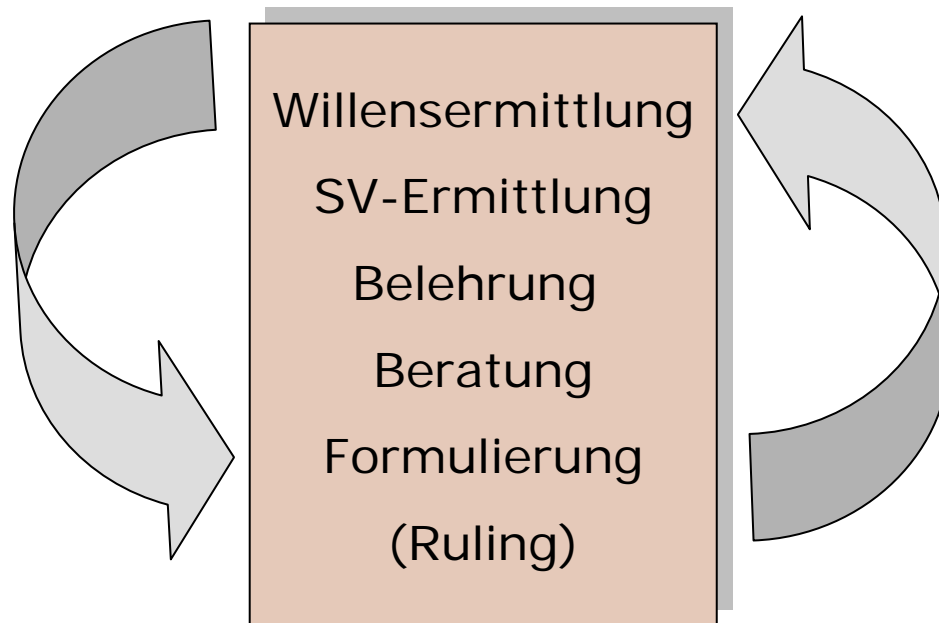 Willensermittlung
SV-Ermittlung
Belehrung
Beratung
Formulierung
(Ruling)